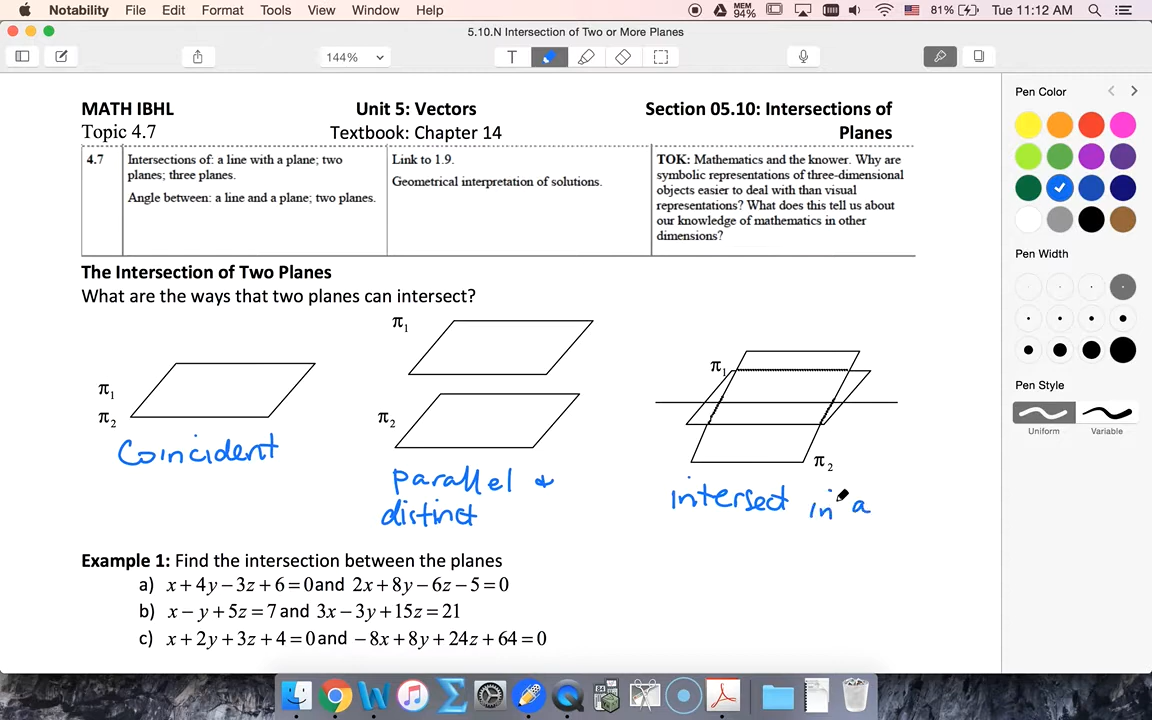 Notability File Edit Format Tools View Window Help MEM 94% 81% Tue 11:12 AM
5.10.N Intersection of Two or More Planes
144% T
MATH IBHL Unit 5: Vectors Section 05.10: Intersections of
Topic 4.7 Textbook: Chapter 14 Planes
4.7 Intersections of: a line with a plane; two
planes; three planes.
Angle between: a line and a plane; two planes.
Link to 1.9.
Geometrical interpretation of solutions.
TOK: Mathematics and the knower. Why are
symbolic representations of three-dimensional
objects easier to deal with than visual
representations? What does this tell us about
our knowledge of mathematics in other
dimensions?
The Intersection of Two Planes
What are the ways that two planes can intersect?
π₁
π₂
Coincident
π₁
π₂
parallel &
distinct
π₁
π₂
intersect in a
Example 1: Find the intersection between the planes
a) x+4y−3z+6=0and 2x+8y−6z−5=0
b) x−y+5z=7and 3x−3y+15z=21
c) x+2y+3z+4=0and −8x+8y+24z+64=0
Pen Color
Pen Width
Pen Style
Uniform Variable